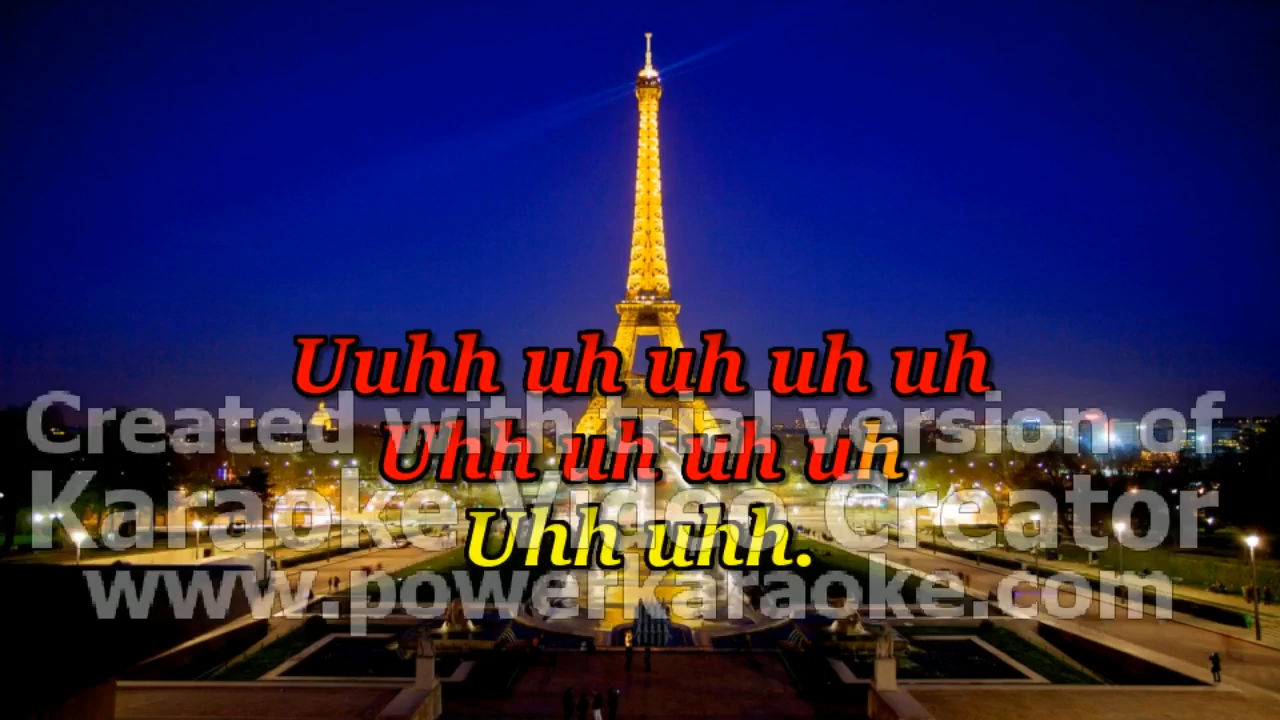 Uuhh uh uh uh uh
Created with trial version of
Uhh uh uh uh
Karaoke Video Creator
Uhh uhh.
www.powerkaraoke.com